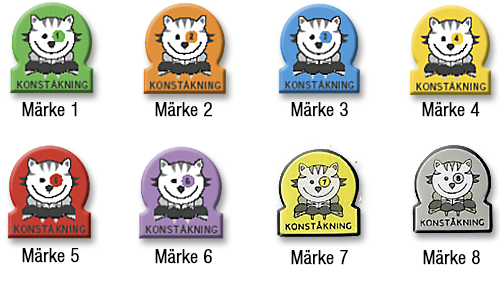 1 2 3 4
KONSTÅKNING KONSTÅKNING KONSTÅKNING KONSTÅKNING
Märke 1 Märke 2 Märke 3 Märke 4
5 6 7 8
KONSTÅKNING KONSTÅKNING KONSTÅKNING KONSTÅKNING
Märke 5 Märke 6 Märke 7 Märke 8